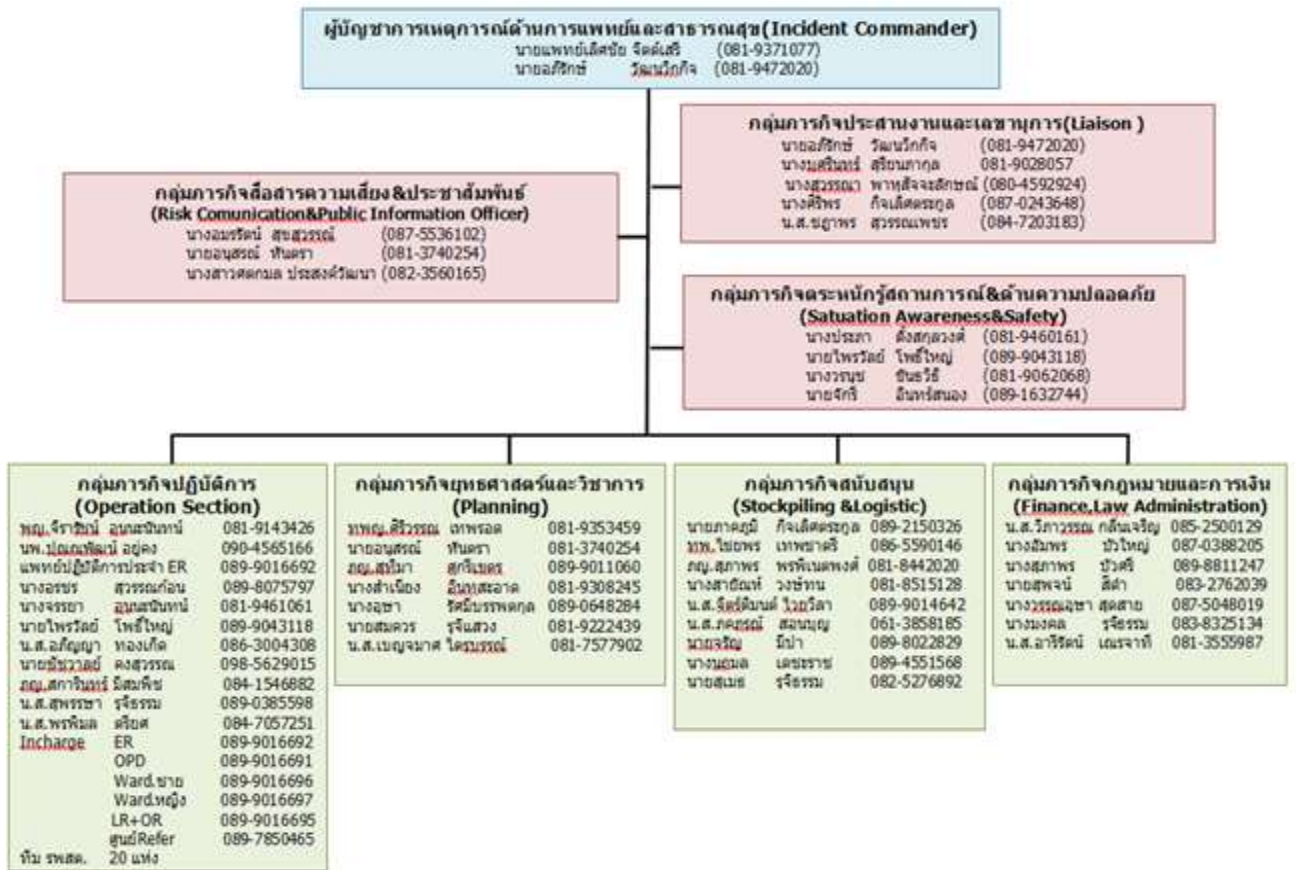 ผู้บัญชาการเหตุการณ์ด้านการแพทย์และสาธารณสุข(Incident Commander)
นายแพทย์เลิศชัย จิตต์เสรี (081-9371077)
นายอภิรักษ์ วัฒนวิกกิจ (081-9472020)
กลุ่มภารกิจประสานงานและเลขานุการ(Liaison )
นายอภิรักษ์ วัฒนวิกกิจ (081-9472020)
นางบุศรินทร์ สุริยนภากุล 081-9028057
นางสุวรรณา พาหุสัจจะลักษณ์ (080-4592924)
นางศิริพร กิจเลิศตระกูล (087-0243648)
น.ส.ชฎาพร สุวรรณเพชร (084-7203183)
กลุ่มภารกิจสื่อสารความเสี่ยง&ประชาสัมพันธ์
(Risk Comunication&Public Information Officer)
นางอมรรัตน์ สุขสุวรรณ์ (087-5536102)
นายอนุสรณ์ หันตรา (081-3740254)
นางสาวศตกมล ประสงค์วัฒนา (082-3560165)
กลุ่มภารกิจตระหนักรู้สถานการณ์&ด้านความปลอดภัย
(Satuation Awareness&Safety)
นางประภา ตั้งสกุลวงศ์ (081-9460161)
นายไพรวัลย์ โพธิ์ใหญ่ (089-9043118)
นางวรนุช ขันธวิธิ (081-9062068)
นายจักริ อินทร์สนอง (089-1632744)
กลุ่มภารกิจปฏิบัติการ
(Operation Section)
พญ.จีราธิษน์ อุนนะนันทน์ 081-9143426
นพ. อยู่คง 090-4565166
แพทย์ปฏิบัติการประจำ ER 089-9016692
นางอรชร สุวรรณก้อน 089-8075797
นางจรรยา อุนนะนันทน์ 081-9461061
นายไพรวัลย์ โพธิ์ใหญ่ 089-9043118
น.ส.อภิญญา ทองเกิด 086-3004308
นายชัชวาลย์ คงสุวรรณ 098-5629015
ภญ.สการินทร์ มีสมพืช 084-1546882
น.ส.สุพรรษา รุจิธรรม 089-0385598
น.ส.พรพิมล ตรียศ 084-7057251
Incharge ER 089-9016692
OPD 089-9016691
Ward.ชาย 089-9016696
Ward.หญิง 089-9016697
LR+OR 089-9016695
ศูนย์Refer 089-7850465
ทีม รพสต. 20 แห่ง
กลุ่มภารกิจยุทธศาสตร์และวิชาการ
(Planning)
ทพญ.ศิริวรรณ เทพรอด 081-9353459
นายอนุสรณ์ หันตรา 081-3740254
ภญ.สุทิมา สุกรีเขตร 089-9011060
นางสำเนียง อินทสะอาด 081-9308245
นางอุษา รัศมีบรรพตกุล 089-0648284
นายสมควร รุจีแสวง 081-9222439
น.ส.เบญจมาศ ไตรบรรณ์ 081-7577902
กลุ่มภารกิจสนับสนุน
(Stockpiling &Logistic)
นายภาคภูมิ กิจเลิศตระกูล 089-2150326
ทพ.ไชยพร เทพชาตรี 086-5590146
ภญ.สุภาพร พรพิเนตพงศ์ 081-8442020
นางสายัณห์ วงษ์ทน 081-8515128
น.ส. ไวยวีลา 089-9014642
น.ส. สอนบุญ 061-3858185
นายจรัญ มีปา 089-8022829
นางนฤมล เดชะราช 089-4551568
นายสุเมธ รุจิธรรม 082-5276892
กลุ่มภารกิจกฎหมายและการเงิน
(Finance,Law Administration)
น.ส.วิภาวรรณ กลิ่นเจริญ 085-2500129
นางอัมพร บัวใหญ่ 087-0388205
นางสุภาพร บัวศรี 089-8811247
นายสุพจน์ สีดำ 083-2762039
นางวรรณอุษา สุดสาย 087-5048019
นางมงคล รุจิธรรม 083-8325134
น.ส.อาริรัตน์ เณรจาที 081-3555987